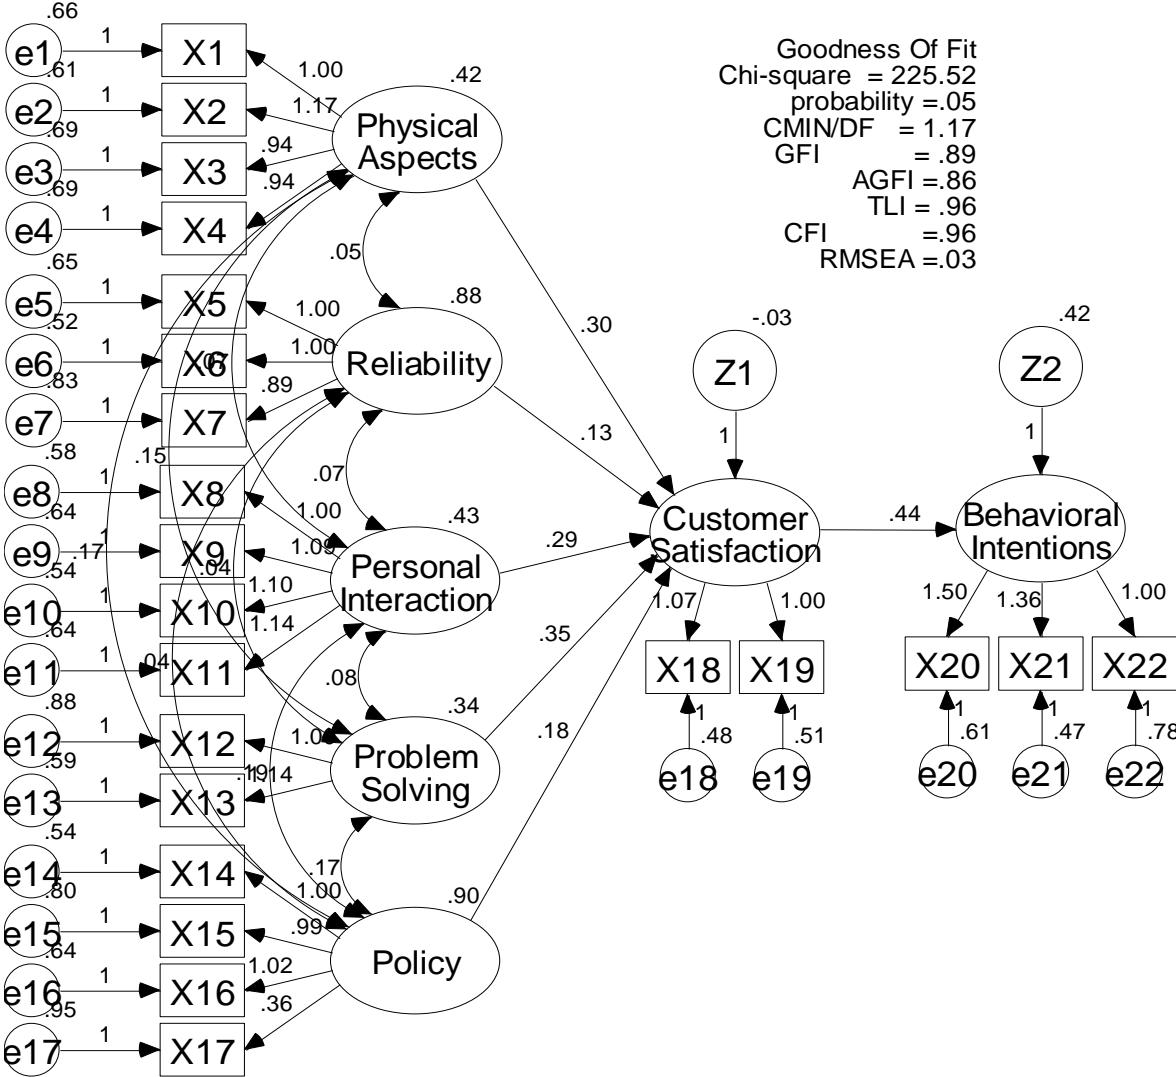 .66
e1
1
X1
.61
e2
1
X2
.69
e3
1
X3
.69
e4
1
X4
.65
e5
1
X5
.52
e6
1
X6
.83
e7
1
X7
.58
e8
1
X8
.64
e9
1
X9
.54
e10
1
X10
.64
e11
1
X11
.88
e12
1
X12
.59
e13
1
X13
.54
e14
1
X14
.80
e15
1
X15
.64
e16
1
X16
.95
e17
1
X17
1.00
1.17
.94
.94
.42
Physical
Aspects
.05
1.00
1.00
.89
.88
Reliability
.07
.07
.15
.17
.04
.04
1.00
1.09
1.10
1.14
.43
Personal
Interaction
.08
1.14
.19
.34
Problem
Solving
.17
1.00
.99
1.02
.36
.90
Policy
Goodness Of Fit
Chi-square = 225.52
probability =.05
CMIN/DF = 1.17
GFI = .89
AGFI =.86
TLI = .96
CFI =.96
RMSEA =.03
.30
.13
.29
.35
.18
-.03
Z1
1
Customer
Satisfaction
.44
.42
Z2
1
Behavioral
Intentions
1.07
1.00
X18
X19
1
.48
1
.51
e18
e19
1.50
1.36
1.00
X20
X21
X22
1
.61
1
.47
1
.78
e20
e21
e22